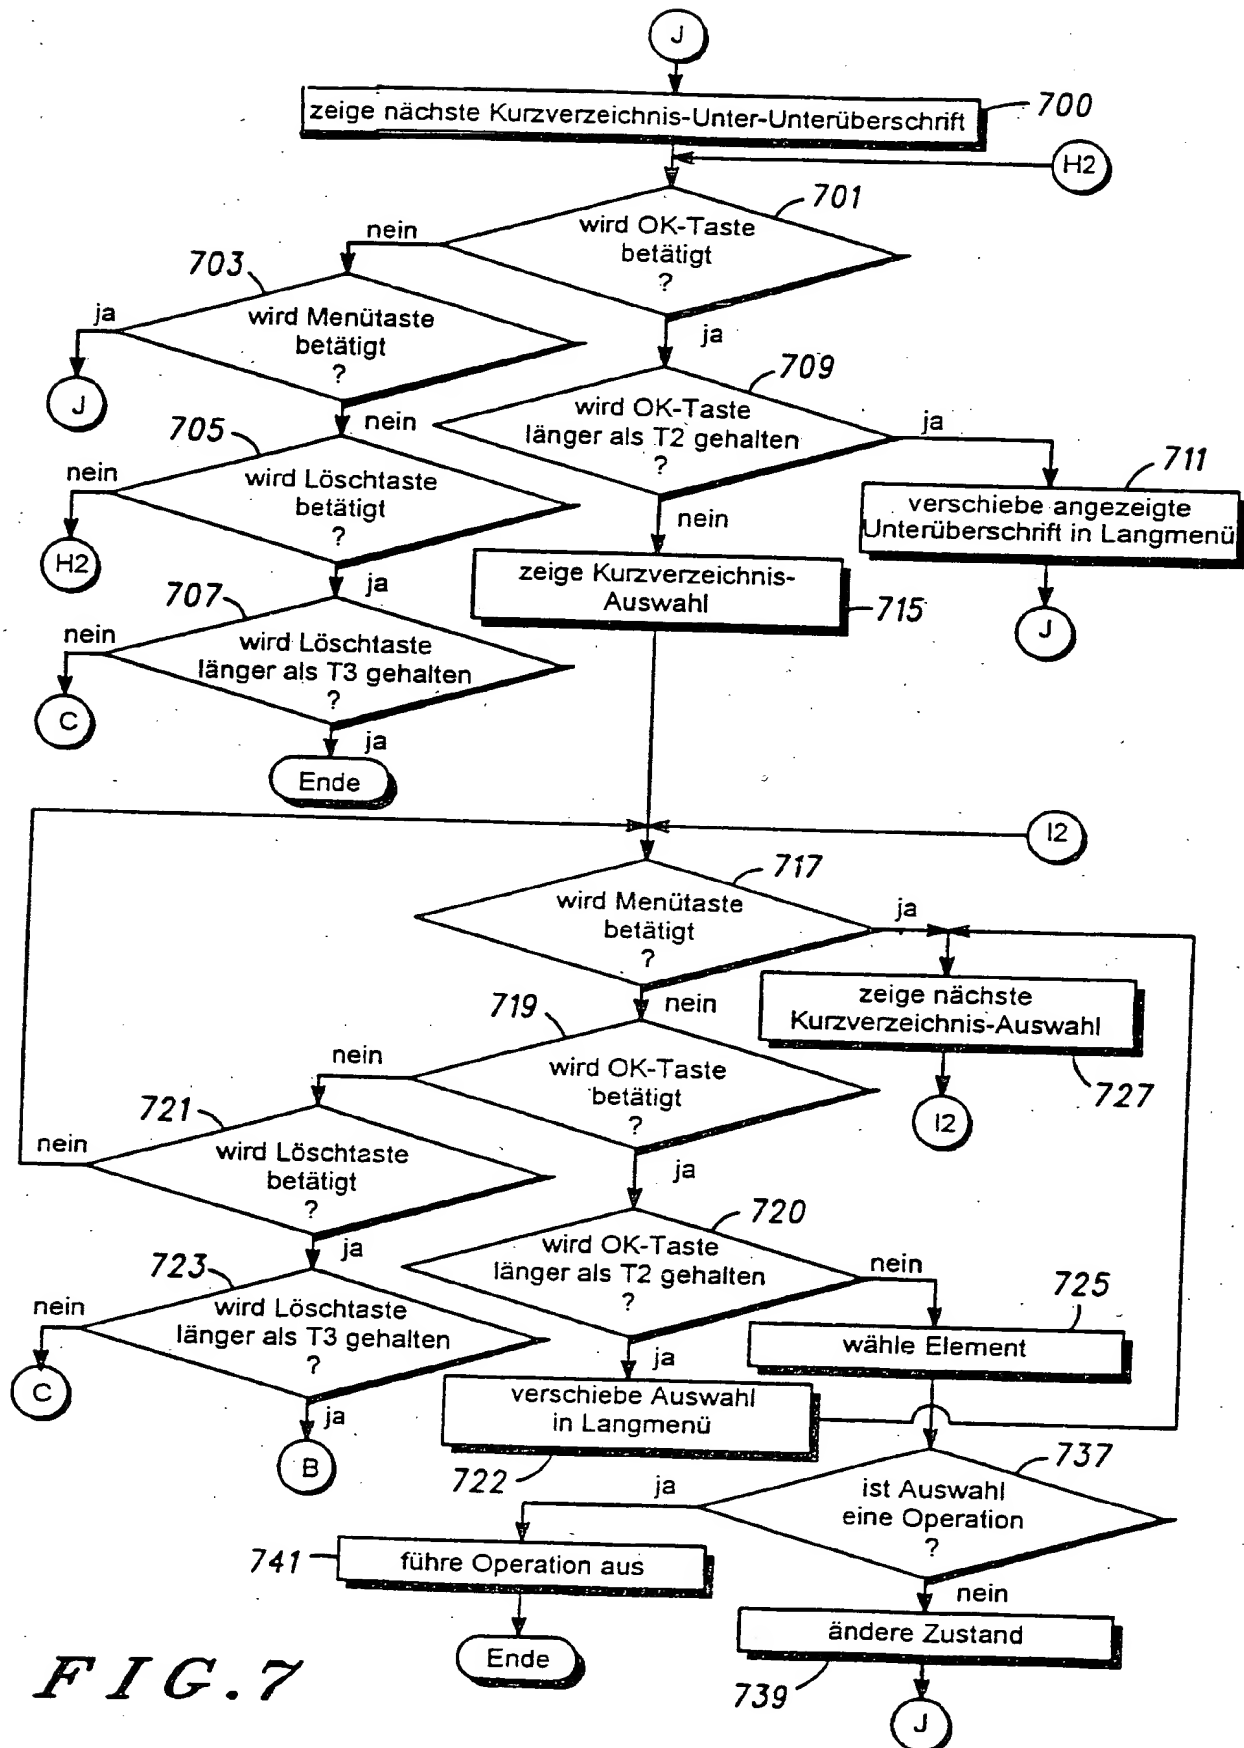 J
zeige nächste Kurzverzeichnis-Unter-Unterüberschrift
700
H2
701
wird OK-Taste
betätigt
?
nein
ja
703
wird Menütaste
betätigt
?
ja
J
nein
709
wird OK-Taste
länger als T2 gehalten
?
ja
nein
705
wird Löschtaste
betätigt
?
nein
H2
ja
711
verschiebe angezeigte
Unterüberschrift in Langmenü
J
zeige Kurzverzeichnis-
Auswahl
715
707
wird Löschtaste
länger als T3 gehalten
?
nein
C
ja
Ende
I2
717
wird Menütaste
betätigt
?
ja
nein
zeige nächste
Kurzverzeichnis-Auswahl
727
I2
719
wird OK-Taste
betätigt
?
nein
ja
721
wird Löschtaste
betätigt
?
nein
ja
720
wird OK-Taste
länger als T2 gehalten
?
nein
ja
723
wird Löschtaste
länger als T3 gehalten
?
nein
C
ja
B
725
wähle Element
verschiebe Auswahl
in Langmenü
722
737
ist Auswahl
eine Operation
?
ja
nein
741
führe Operation aus
Ende
ändere Zustand
739
J
FIG.7